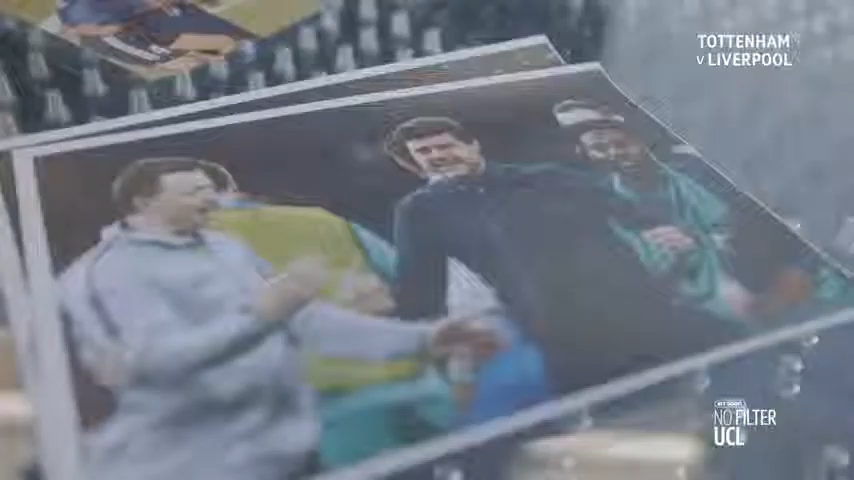 TOTTENHAM
v LIVERPOOL
BT SPORT
NO FILTER
UCL